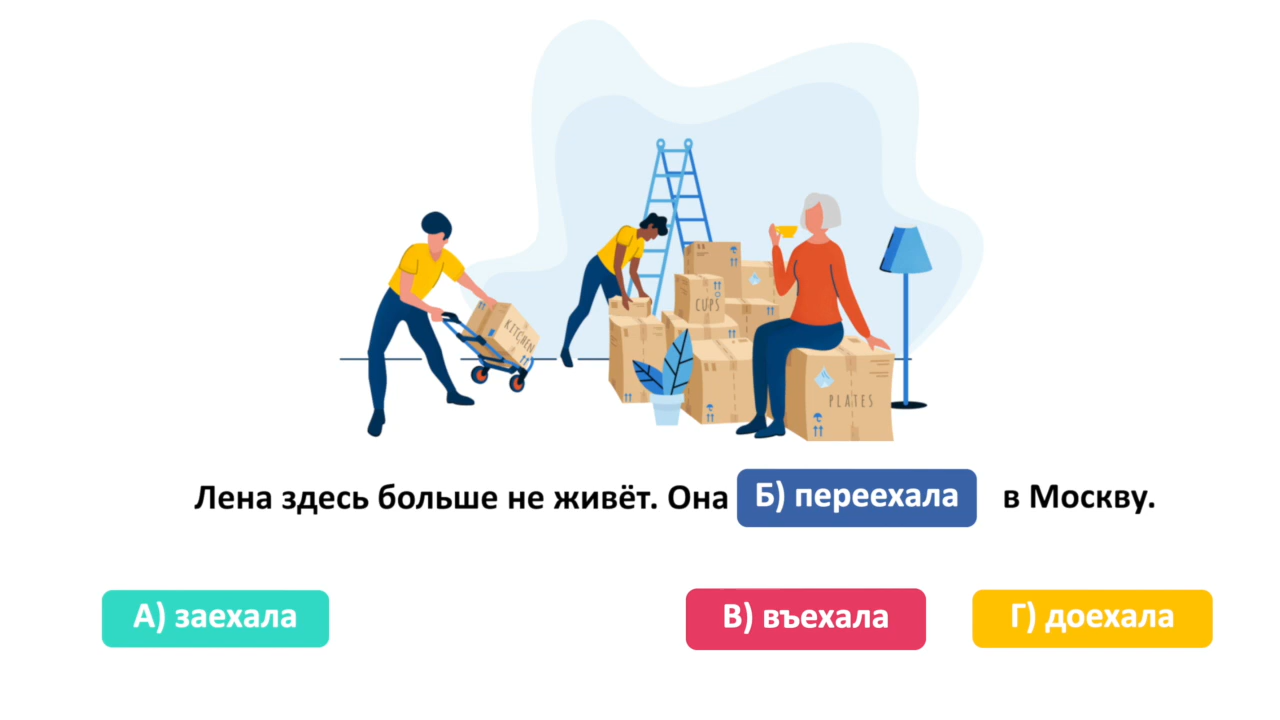 KITCHEN
CUPS
PLATES
Лена здесь больше не живёт. Она Б) переехала в Москву.
А) заехала В) въехала Г) доехала